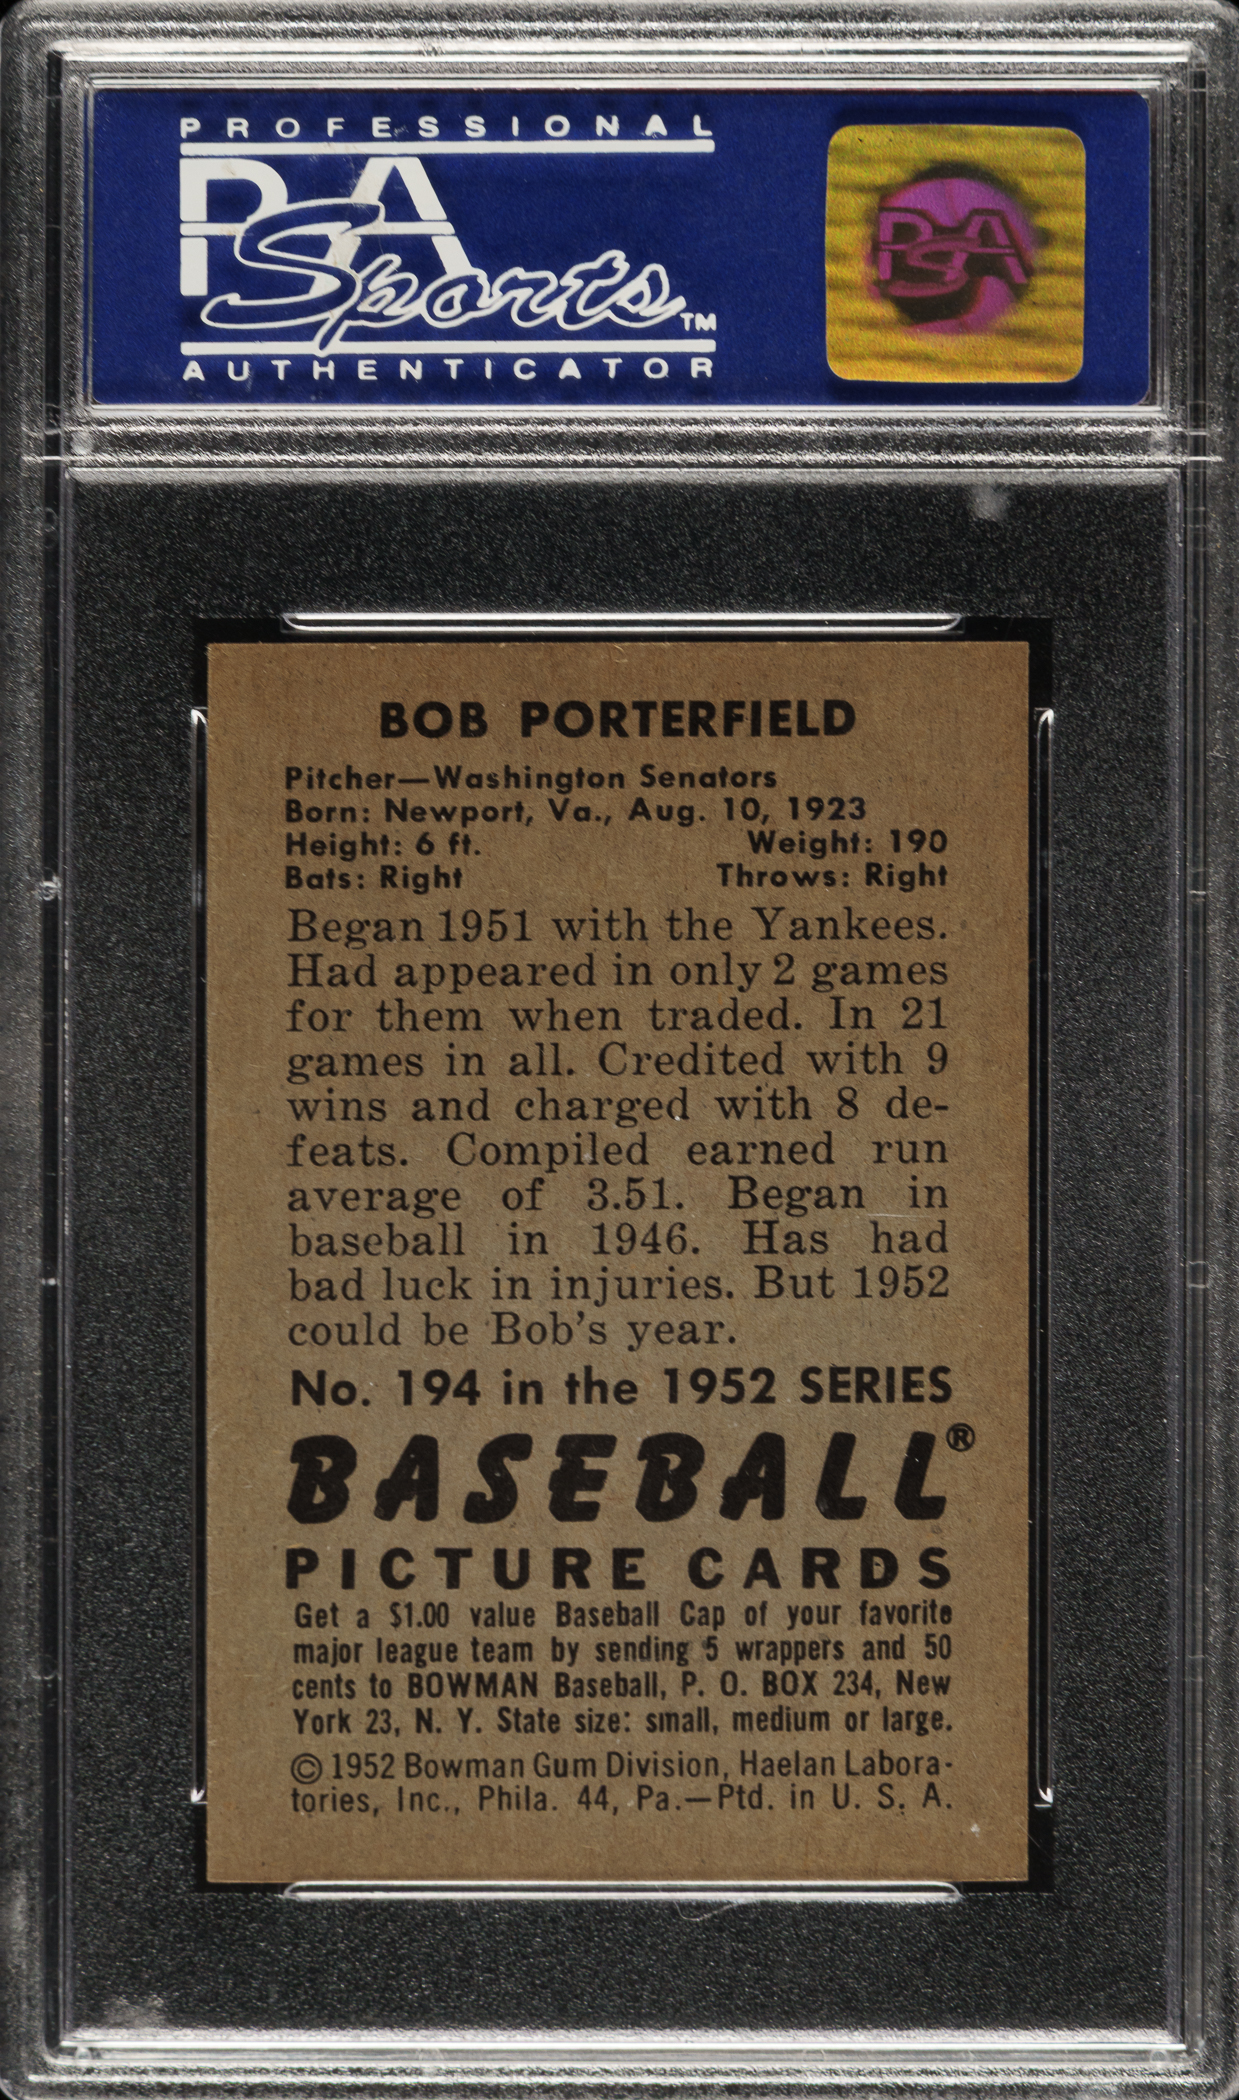 PROFESSIONAL
PSA
Sports™
AUTHENTICATOR
PSA
BOB PORTERFIELD
Pitcher—Washington Senators
Born: Newport, Va., Aug. 10, 1923
Height: 6 ft. Weight: 190
Bats: Right Throws: Right
Began 1951 with the Yankees.
Had appeared in only 2 games
for them when traded. In 21
games in all. Credited with 9
wins and charged with 8 de-
feats. Compiled earned run
average of 3.51. Began in
baseball in 1946. Has had
bad luck in injuries. But 1952
could be Bob's year.
No. 194 in the 1952 SERIES
BASEBALL®
PICTURE CARDS
Get a $1.00 value Baseball Cap of your favorite
major league team by sending 5 wrappers and 50
cents to BOWMAN Baseball, P. O. BOX 234, New
York 23, N. Y. State size: small, medium or large.
© 1952 Bowman Gum Division, Haelan Labora-
tories, Inc., Phila. 44, Pa.—Ptd. in U. S. A.